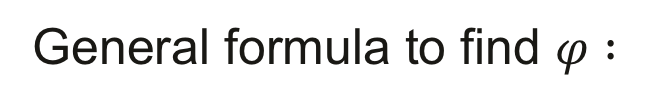 General formula to find φ :